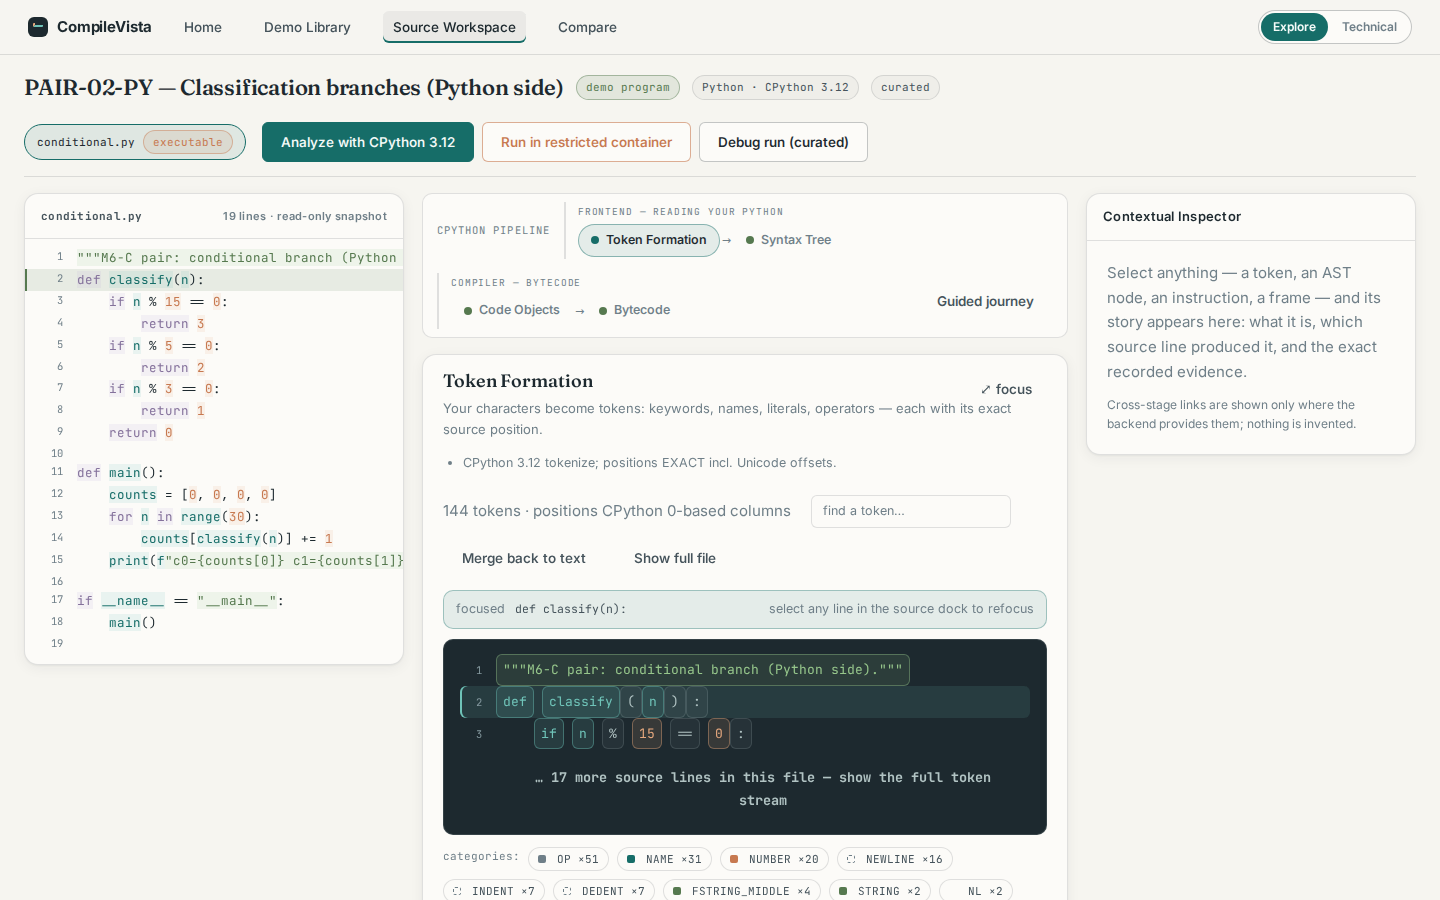 CompileVista
Home
Demo Library
Source Workspace
Compare
Explore
Technical
PAIR-02-PY — Classification branches (Python side)
demo program
Python · CPython 3.12
curated
conditional.py
executable
Analyze with CPython 3.12
Run in restricted container
Debug run (curated)
conditional.py
19 lines · read-only snapshot
1 """M6-C pair: conditional branch (Python
2 def classify(n):
3 if n % 15 == 0:
4 return 3
5 if n % 5 == 0:
6 return 2
7 if n % 3 == 0:
8 return 1
9 return 0
10
11 def main():
12 counts = [0, 0, 0, 0]
13 for n in range(30):
14 counts[classify(n)] += 1
15 print(f"c0={counts[0]} c1={counts[1]}
16
17 if __name__ == "__main__":
18 main()
19
CPYTHON PIPELINE
FRONTEND — READING YOUR PYTHON
Token Formation → Syntax Tree
COMPILER — BYTECODE
Code Objects → Bytecode
Guided journey
Token Formation
⤢ focus
Your characters become tokens: keywords, names, literals, operators — each with its exact
source position.
• CPython 3.12 tokenize; positions EXACT incl. Unicode offsets.
144 tokens · positions CPython 0-based columns
find a token…
Merge back to text
Show full file
focused def classify(n):
select any line in the source dock to refocus
1 """M6-C pair: conditional branch (Python side)."""
2 def classify ( n ) :
3 if n % 15 == 0 :
… 17 more source lines in this file — show the full token
stream
categories: OP ×51 NAME ×31 NUMBER ×20 NEWLINE ×16
INDENT ×7 DEDENT ×7 FSTRING_MIDDLE ×4 STRING ×2 NL ×2
Contextual Inspector
Select anything — a token, an AST
node, an instruction, a frame — and its
story appears here: what it is, which
source line produced it, and the exact
recorded evidence.
Cross-stage links are shown only where the
backend provides them; nothing is invented.